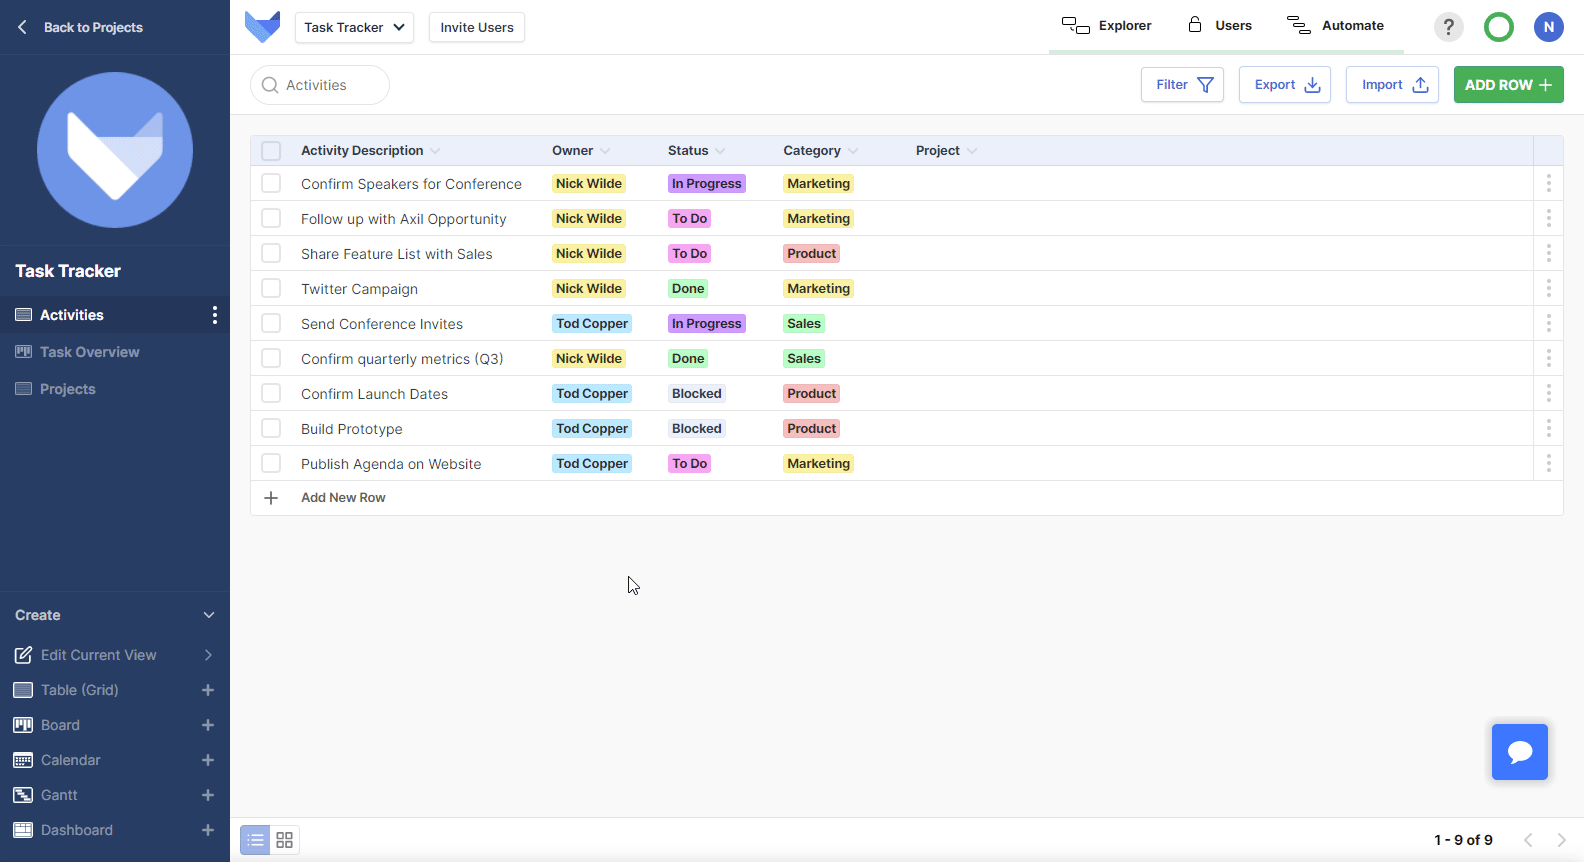 Back to Projects
Task Tracker
Invite Users
Explorer
Users
Automate
?
N
Activities
Filter
Export
Import
ADD ROW
Activity Description Owner Status Category Project
Confirm Speakers for Conference Nick Wilde In Progress Marketing
Follow up with Axil Opportunity Nick Wilde To Do Marketing
Share Feature List with Sales Nick Wilde To Do Product
Twitter Campaign Nick Wilde Done Marketing
Send Conference Invites Tod Copper In Progress Sales
Confirm quarterly metrics (Q3) Nick Wilde Done Sales
Confirm Launch Dates Tod Copper Blocked Product
Build Prototype Tod Copper Blocked Product
Publish Agenda on Website Tod Copper To Do Marketing
Add New Row
Task Tracker
Activities
Task Overview
Projects
Create
Edit Current View
Table (Grid)
Board
Calendar
Gantt
Dashboard
1 - 9 of 9